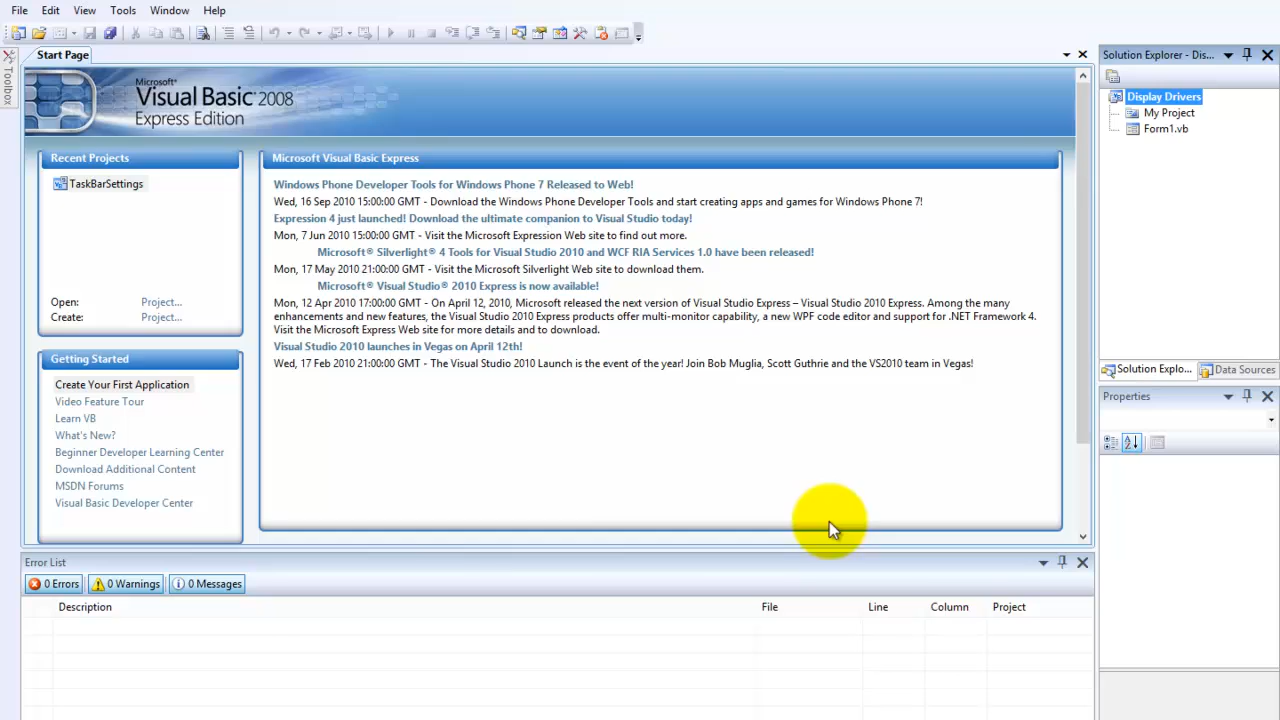 File Edit View Tools Window Help
Toolbox
Start Page
Solution Explorer - Dis...
Microsoft®
Visual Basic® 2008
Express Edition
Display Drivers
My Project
Form1.vb
Recent Projects
TaskBarSettings
Open: Project...
Create: Project...
Getting Started
Create Your First Application
Video Feature Tour
Learn VB
What's New?
Beginner Developer Learning Center
Download Additional Content
MSDN Forums
Visual Basic Developer Center
Microsoft Visual Basic Express
Windows Phone Developer Tools for Windows Phone 7 Released to Web!
Wed, 16 Sep 2010 15:00:00 GMT - Download the Windows Phone Developer Tools and start creating apps and games for Windows Phone 7!
Expression 4 just launched! Download the ultimate companion to Visual Studio today!
Mon, 7 Jun 2010 15:00:00 GMT - Visit the Microsoft Expression Web site to find out more.
Microsoft® Silverlight® 4 Tools for Visual Studio 2010 and WCF RIA Services 1.0 have been released!
Mon, 17 May 2010 21:00:00 GMT - Visit the Microsoft Silverlight Web site to download them.
Microsoft® Visual Studio® 2010 Express is now available!
Mon, 12 Apr 2010 17:00:00 GMT - On April 12, 2010, Microsoft released the next version of Visual Studio Express – Visual Studio 2010 Express. Among the many
enhancements and new features, the Visual Studio 2010 Express products offer multi-monitor capability, a new WPF code editor and support for .NET Framework 4.
Visit the Microsoft Express Web site for more details and to download.
Visual Studio 2010 launches in Vegas on April 12th!
Wed, 17 Feb 2010 21:00:00 GMT - The Visual Studio 2010 Launch is the event of the year! Join Bob Muglia, Scott Guthrie and the VS2010 team in Vegas!
Solution Explo... Data Sources
Properties
Error List
0 Errors 0 Warnings 0 Messages
Description File Line Column Project